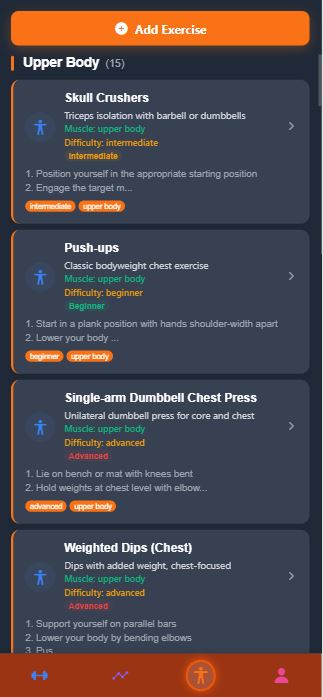 Add Exercise
Upper Body (15)
Skull Crushers
Triceps isolation with barbell or dumbbells
Muscle: upper body
Difficulty: intermediate
Intermediate
1. Position yourself in the appropriate starting position
2. Engage the target m...
intermediate upper body
Push-ups
Classic bodyweight chest exercise
Muscle: upper body
Difficulty: beginner
Beginner
1. Start in a plank position with hands shoulder-width apart
2. Lower your body ...
beginner upper body
Single-arm Dumbbell Chest Press
Unilateral dumbbell press for core and chest
Muscle: upper body
Difficulty: advanced
Advanced
1. Lie on bench or mat with knees bent
2. Hold weights at chest level with elbow...
advanced upper body
Weighted Dips (Chest)
Dips with added weight, chest-focused
Muscle: upper body
Difficulty: advanced
Advanced
1. Support yourself on parallel bars
2. Lower your body by bending elbows
3. Pus